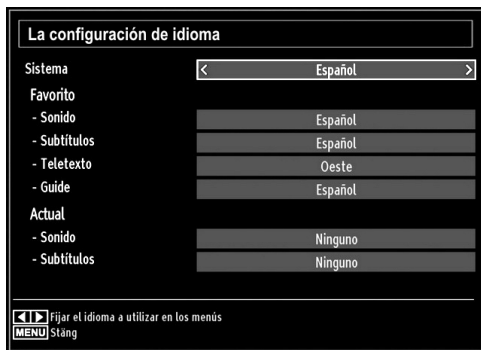 La configuración de idioma
Sistema < Español >
Favorito
- Sonido Español
- Subtítulos Español
- Teletexto Oeste
- Guide Español
Actual
- Sonido Ninguno
- Subtítulos Ninguno
Fijar el idioma a utilizar en los menús
MENU Stäng